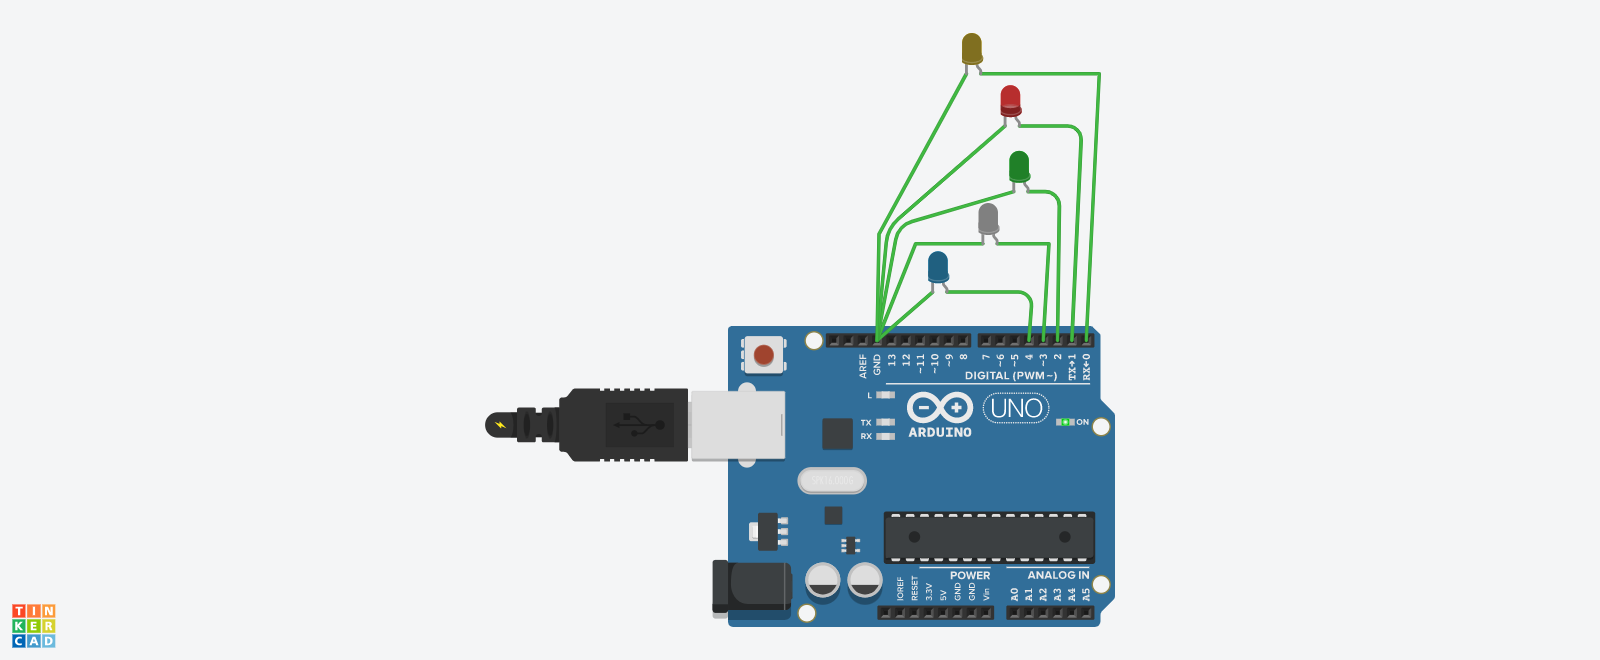 AREF
GND
13
12
~11
~10
~9
8
7
~6
~5
4
~3
2
TX→1
RX←0
DIGITAL (PWM~)
L
TX
RX
ARDUINO
UNO
ON
POWER
ANALOG IN
IOREF
RESET
3.3V
5V
GND
GND
Vin
A0
A1
A2
A3
A4
A5
TIN
KER
CAD